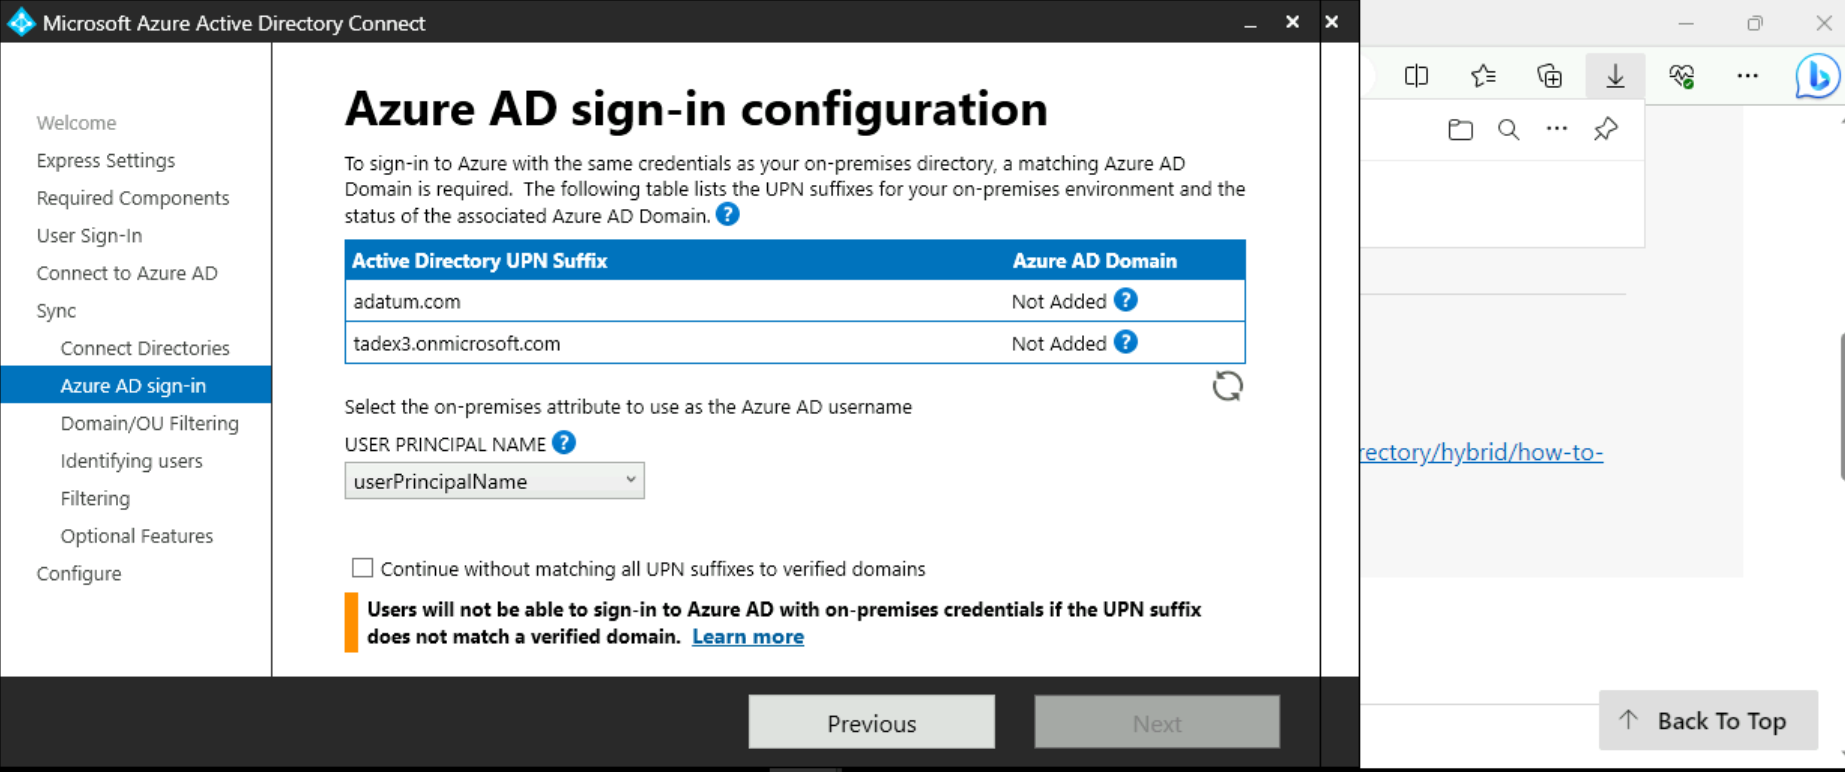 Microsoft Azure Active Directory Connect
Welcome
Express Settings
Required Components
User Sign-In
Connect to Azure AD
Sync
Connect Directories
Azure AD sign-in
Domain/OU Filtering
Identifying users
Filtering
Optional Features
Configure
Azure AD sign-in configuration
To sign-in to Azure with the same credentials as your on-premises directory, a matching Azure AD
Domain is required.  The following table lists the UPN suffixes for your on-premises environment and the
status of the associated Azure AD Domain. ?
Active Directory UPN Suffix Azure AD Domain
adatum.com Not Added ?
tadex3.onmicrosoft.com Not Added ?
Select the on-premises attribute to use as the Azure AD username
USER PRINCIPAL NAME ?
userPrincipalName
Continue without matching all UPN suffixes to verified domains
Users will not be able to sign-in to Azure AD with on-premises credentials if the UPN suffix
does not match a verified domain.  Learn more
Previous
Next
rectory/hybrid/how-to-
Back To Top